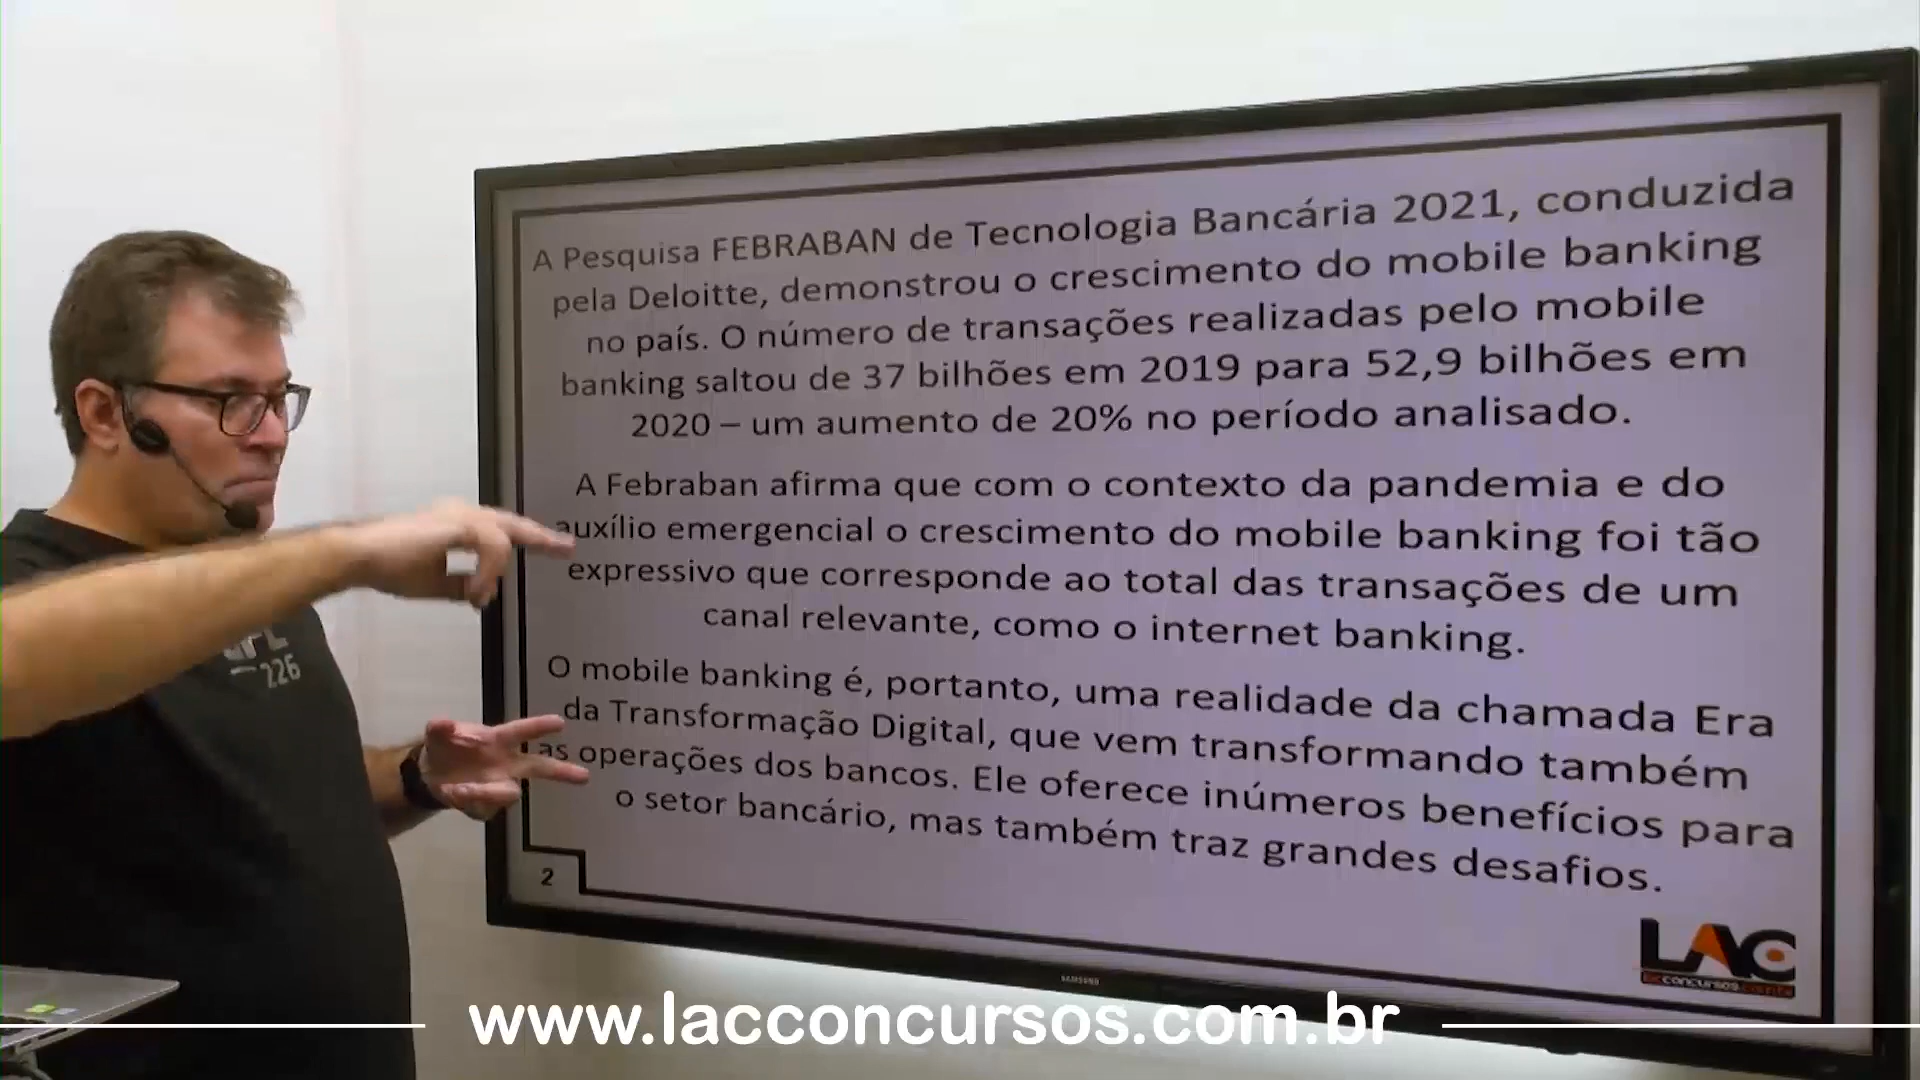 A Pesquisa FEBRABAN de Tecnologia Bancária 2021, conduzida
pela Deloitte, demonstrou o crescimento do mobile banking
no país. O número de transações realizadas pelo mobile
banking saltou de 37 bilhões em 2019 para 52,9 bilhões em
2020 – um aumento de 20% no período analisado.
A Febraban afirma que com o contexto da pandemia e do
auxílio emergencial o crescimento do mobile banking foi tão
expressivo que corresponde ao total das transações de um
canal relevante, como o internet banking.
O mobile banking é, portanto, uma realidade da chamada Era
da Transformação Digital, que vem transformando também
as operações dos bancos. Ele oferece inúmeros benefícios para
o setor bancário, mas também traz grandes desafios.
2
LAC
lacconcursos.com.br
SAMSUNG
226
www.lacconcursos.com.br